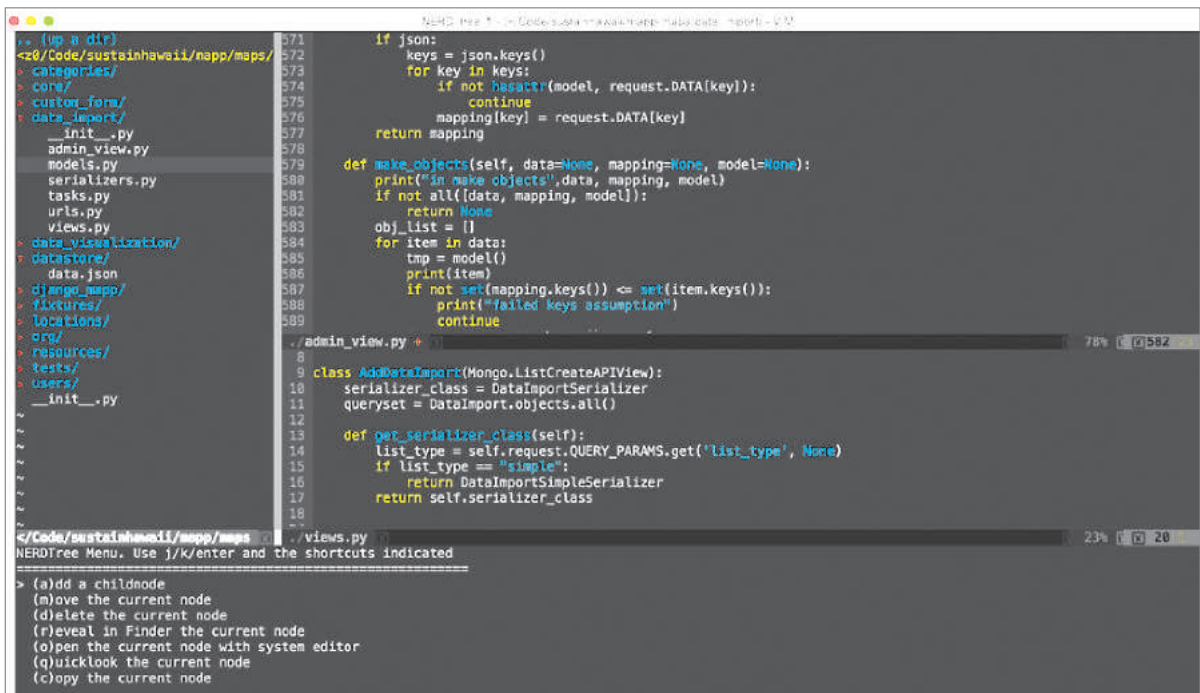 .. (up a dir)
<z0/Code/sustainhawaii/mapp/maps/
▸ categories/
▸ core/
▸ custom_form/
▾ data_import/
__init__.py
admin_view.py
models.py
serializers.py
tasks.py
urls.py
views.py
▸ data_visualization/
▾ datastore/
data.json
▸ django_mapp/
▸ fixtures/
▸ locations/
▸ org/
▸ resources/
▸ tests/
▸ users/
__init__.py
~
~
~
~
~
~
~
~
~
</Code/sustainhawaii/mapp/maps
571 if json:
572 keys = json.keys()
573 for key in keys:
574 if not hasattr(model, request.DATA[key]):
575 continue
576 mapping[key] = request.DATA[key]
577 return mapping
578
579 def make_objects(self, data=None, mapping=None, model=None):
580 print("in make objects",data, mapping, model)
581 if not all([data, mapping, model]):
582 return None
583 obj_list = []
584 for item in data:
585 tmp = model()
586 print(item)
587 if not set(mapping.keys()) <= set(item.keys()):
588 print("failed keys assumption")
589 continue
./admin_view.py + 78% 582
8
9 class AddDataImport(Mongo.ListCreateAPIView):
10 serializer_class = DataImportSerializer
11 queryset = DataImport.objects.all()
12
13 def get_serializer_class(self):
14 list_type = self.request.QUERY_PARAMS.get('list_type', None)
15 if list_type == "simple":
16 return DataImportSimpleSerializer
17 return self.serializer_class
18
./views.py 23% 20
NERDTree Menu. Use j/k/enter and the shortcuts indicated
==========================================================
> (a)dd a childnode
(m)ove the current node
(d)elete the current node
(r)eveal in Finder the current node
(o)pen the current node with system editor
(q)uicklook the current node
(c)opy the current node